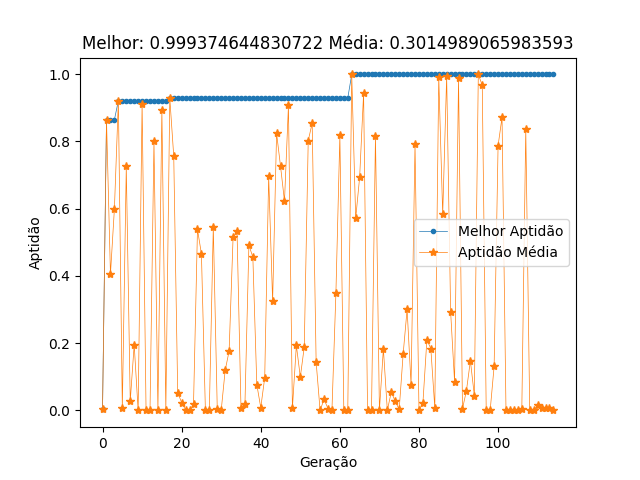 Melhor: 0.999374644830722 Média: 0.3014989065983593
1.0
0.8
0.6
0.4
0.2
0.0
Aptidão
Melhor Aptidão
Aptidão Média
0 20 40 60 80 100
Geração